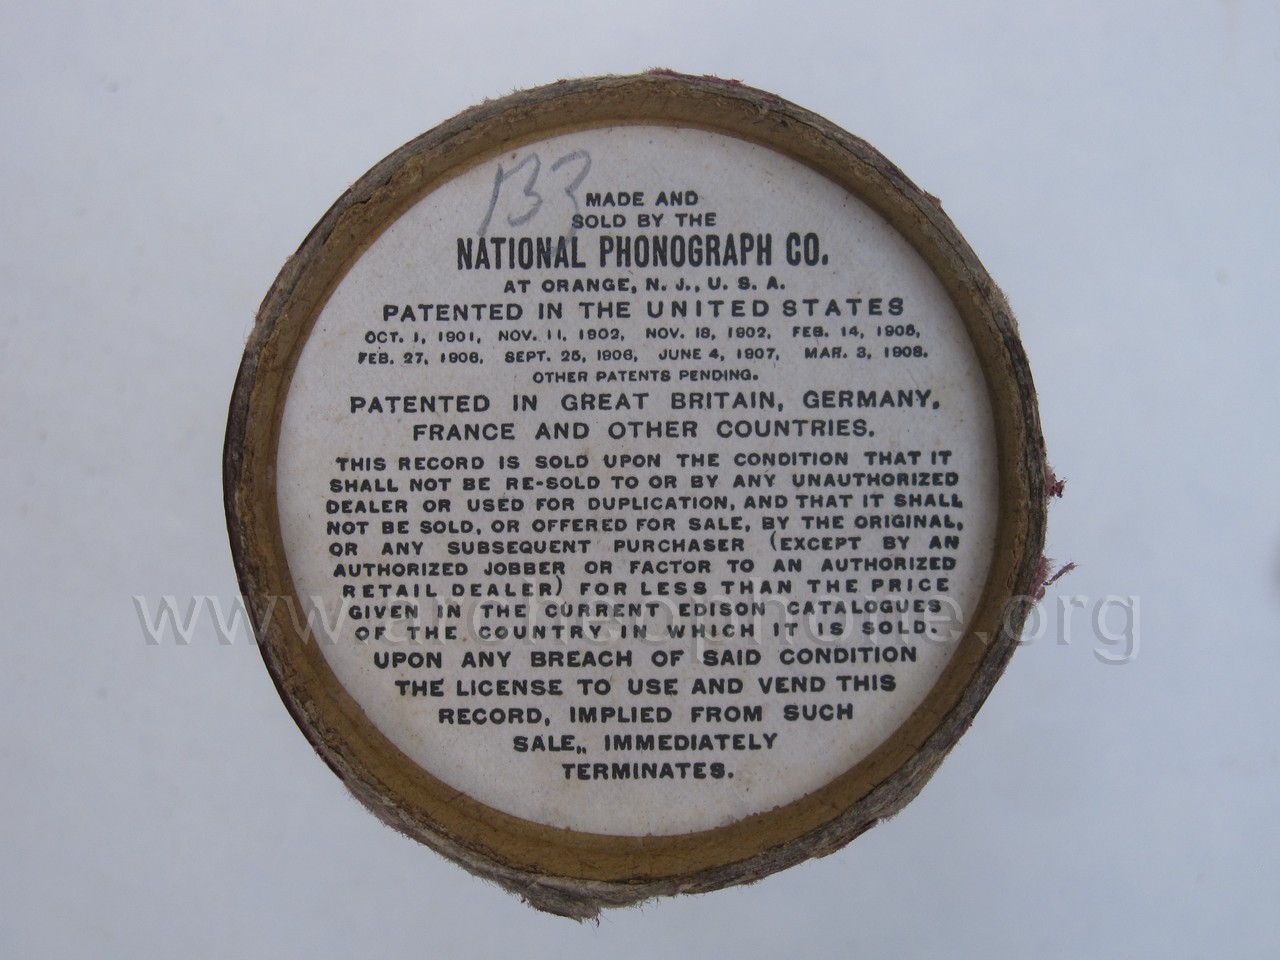 133
MADE AND
SOLD BY THE
NATIONAL PHONOGRAPH CO.
AT ORANGE, N. J., U. S. A.
PATENTED IN THE UNITED STATES
OCT. 1, 1901, NOV. 11, 1902, NOV. 18, 1902, FEB. 14, 1905,
FEB. 27, 1906, SEPT. 25, 1906, JUNE 4, 1907, MAR. 3, 1908.
OTHER PATENTS PENDING.
PATENTED IN GREAT BRITAIN, GERMANY,
FRANCE AND OTHER COUNTRIES.
THIS RECORD IS SOLD UPON THE CONDITION THAT IT
SHALL NOT BE RE-SOLD TO OR BY ANY UNAUTHORIZED
DEALER OR USED FOR DUPLICATION, AND THAT IT SHALL
NOT BE SOLD, OR OFFERED FOR SALE, BY THE ORIGINAL,
OR ANY SUBSEQUENT PURCHASER (EXCEPT BY AN
AUTHORIZED JOBBER OR FACTOR TO AN AUTHORIZED
RETAIL DEALER) FOR LESS THAN THE PRICE
GIVEN IN THE CURRENT EDISON CATALOGUES
OF THE COUNTRY IN WHICH IT IS SOLD.
UPON ANY BREACH OF SAID CONDITION
THE LICENSE TO USE AND VEND THIS
RECORD, IMPLIED FROM SUCH
SALE,, IMMEDIATELY
TERMINATES.
www.archeophone.org